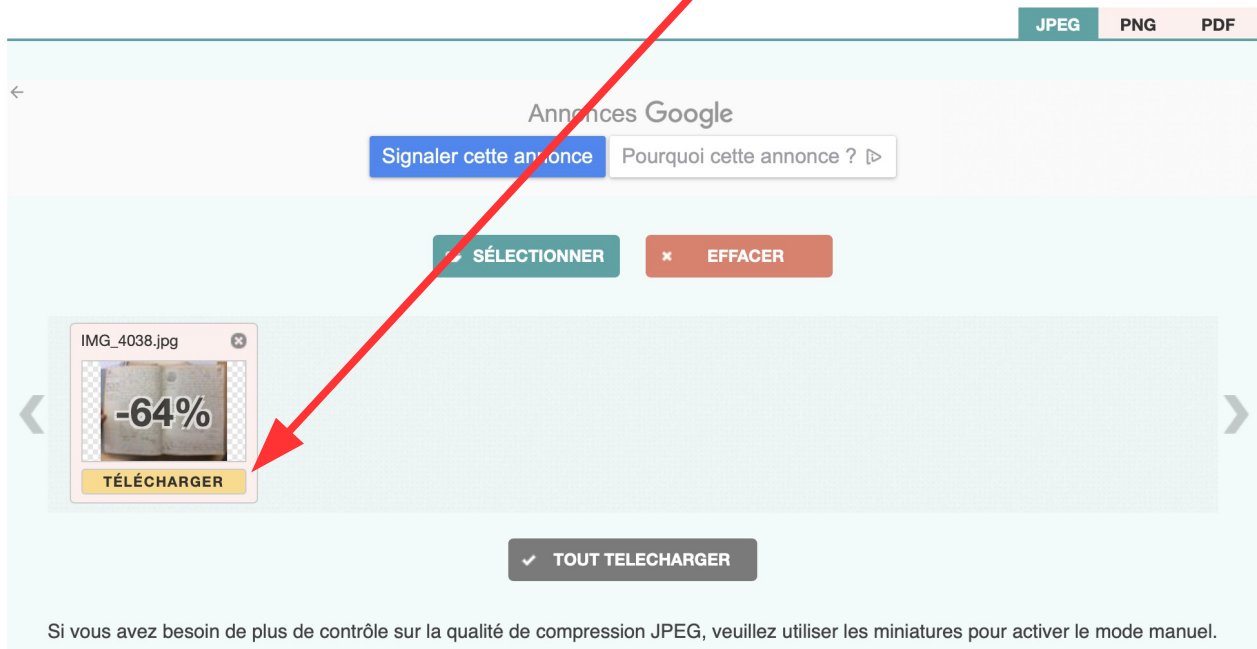 JPEG PNG PDF
Annonces Google
Signaler cette annonce Pourquoi cette annonce ?
SÉLECTIONNER EFFACER
IMG_4038.jpg
-64%
TÉLÉCHARGER
TOUT TELECHARGER
Si vous avez besoin de plus de contrôle sur la qualité de compression JPEG, veuillez utiliser les miniatures pour activer le mode manuel.